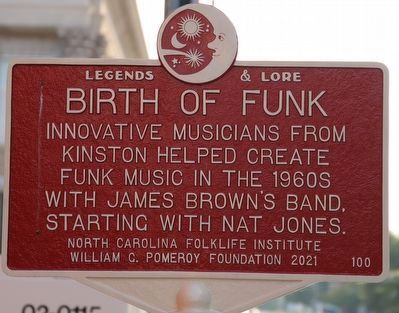 LEGENDS & LORE
BIRTH OF FUNK
INNOVATIVE MUSICIANS FROM
KINSTON HELPED CREATE
FUNK MUSIC IN THE 1960S
WITH JAMES BROWN'S BAND,
STARTING WITH NAT JONES.
NORTH CAROLINA FOLKLIFE INSTITUTE
WILLIAM G. POMEROY FOUNDATION 2021 100